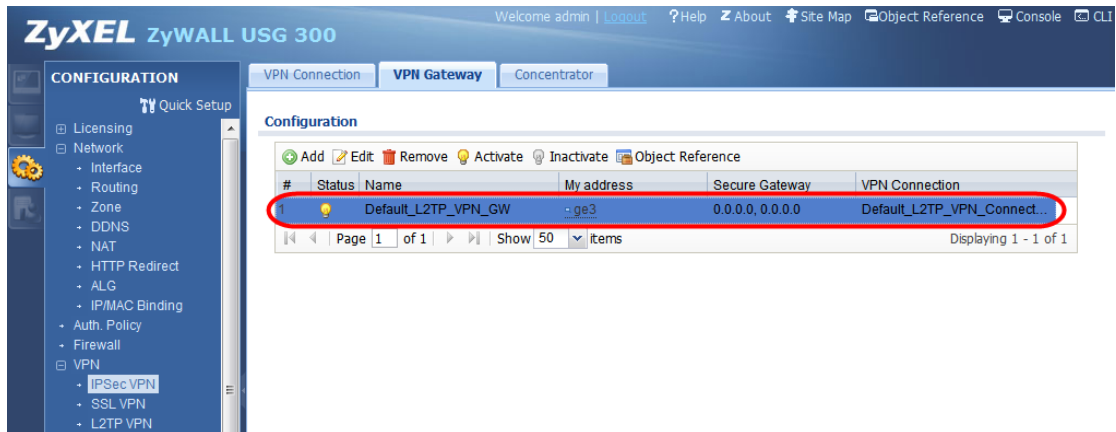 Welcome admin | Logout ?Help Z About Site Map Object Reference Console CLI
ZyXEL ZyWALL USG 300
CONFIGURATION
Quick Setup
Licensing
Network
Interface
Routing
Zone
DDNS
NAT
HTTP Redirect
ALG
IP/MAC Binding
Auth. Policy
Firewall
VPN
IPSec VPN
SSL VPN
L2TP VPN
VPN Connection VPN Gateway Concentrator
Configuration
Add Edit Remove Activate Inactivate Object Reference
# Status Name My address Secure Gateway VPN Connection
1 Default_L2TP_VPN_GW ge3 0.0.0.0, 0.0.0.0 Default_L2TP_VPN_Connect...
Page 1 of 1 Show 50 items Displaying 1 - 1 of 1